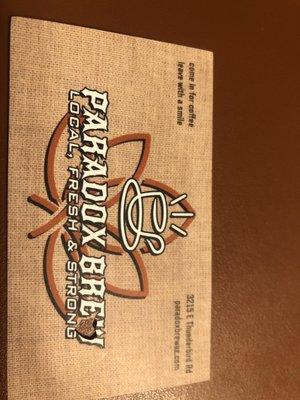 come in for coffee
leave with a smile
PARADOX BREW
LOCAL, FRESH & STRONG
3215 E Thunderbird Rd
paradoxbrewaz.com